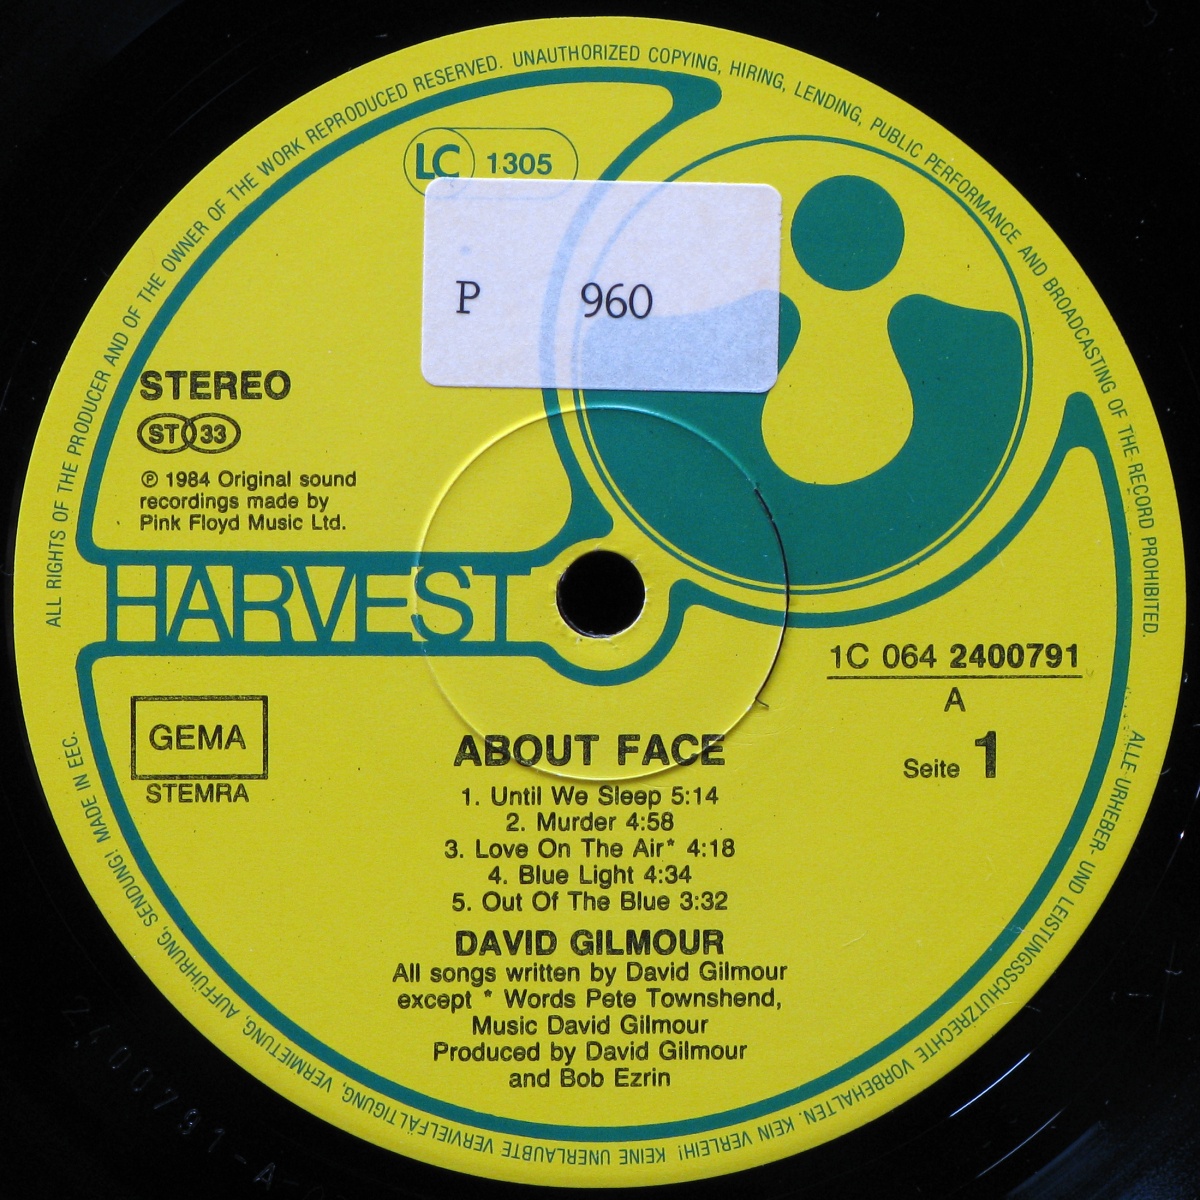 ALL RIGHTS OF THE PRODUCER AND OF THE OWNER OF THE WORK REPRODUCED RESERVED. UNAUTHORIZED COPYING, HIRING, LENDING, PUBLIC PERFORMANCE AND BROADCASTING OF THE RECORD PROHIBITED.
LC 1305
P 960
STEREO
ST 33
℗ 1984 Original sound
recordings made by
Pink Floyd Music Ltd.
HARVEST
1C 064 2400791
A
Seite 1
GEMA
STEMRA
ABOUT FACE
1. Until We Sleep 5:14
2. Murder 4:58
3. Love On The Air* 4:18
4. Blue Light 4:34
5. Out Of The Blue 3:32
DAVID GILMOUR
All songs written by David Gilmour
except * Words Pete Townshend,
Music David Gilmour
Produced by David Gilmour
and Bob Ezrin
ALLE URHEBER- UND LEISTUNGSSCHUTZRECHTE VORBEHALTEN. KEIN VERLEIH! KEINE UNERLAUBTE VERVIELFÄLTIGUNG, VERMIETUNG, AUFFÜHRUNG, SENDUNG! MADE IN EEC.
2400791-A